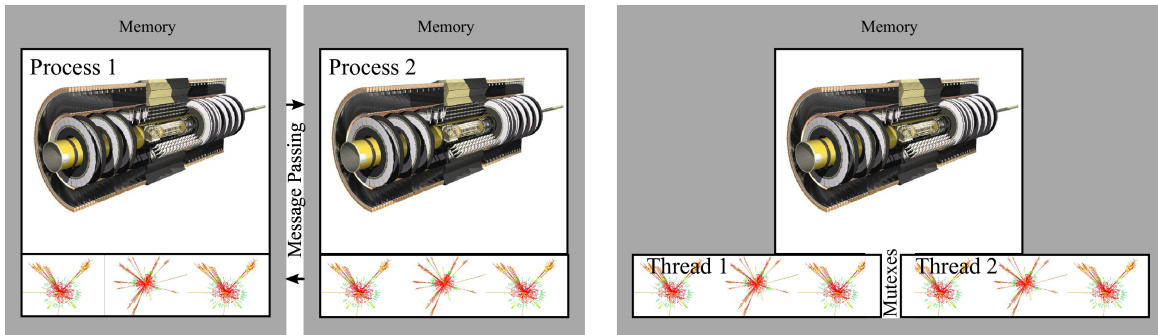 Memory
Process 1
Message Passing
Memory
Process 2
Memory
Thread 1
Mutexes
Thread 2